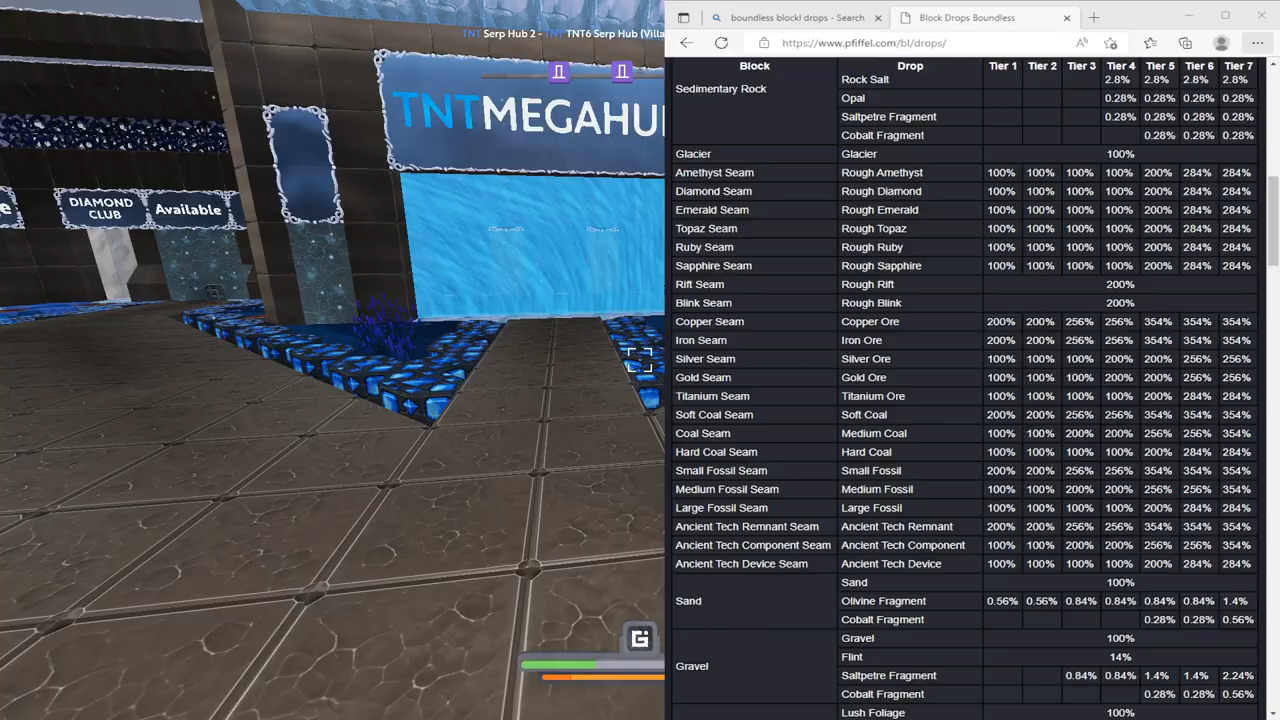 TNT Serp Hub 2 - TNT TNT6 Serp Hub (Villa
TNTMEGAHU
DIAMOND
CLUB
Available
e
G
boundless blockl drops - Search
Block Drops Boundless
https://www.pfiffel.com/bl/drops/
Block Drop Tier 1 Tier 2 Tier 3 Tier 4 Tier 5 Tier 6 Tier 7
Sedimentary Rock
Rock Salt 2.8% 2.8% 2.8% 2.8%
Opal 0.28% 0.28% 0.28% 0.28%
Saltpetre Fragment 0.28% 0.28% 0.28% 0.28%
Cobalt Fragment 0.28% 0.28% 0.28%
Glacier Glacier 100%
Amethyst Seam Rough Amethyst 100% 100% 100% 100% 200% 284% 284%
Diamond Seam Rough Diamond 100% 100% 100% 100% 200% 284% 284%
Emerald Seam Rough Emerald 100% 100% 100% 100% 200% 284% 284%
Topaz Seam Rough Topaz 100% 100% 100% 100% 200% 284% 284%
Ruby Seam Rough Ruby 100% 100% 100% 100% 200% 284% 284%
Sapphire Seam Rough Sapphire 100% 100% 100% 100% 200% 284% 284%
Rift Seam Rough Rift 200%
Blink Seam Rough Blink 200%
Copper Seam Copper Ore 200% 200% 256% 256% 354% 354% 354%
Iron Seam Iron Ore 200% 200% 256% 256% 354% 354% 354%
Silver Seam Silver Ore 100% 100% 100% 200% 200% 256% 256%
Gold Seam Gold Ore 100% 100% 100% 200% 200% 256% 256%
Titanium Seam Titanium Ore 100% 100% 100% 100% 200% 284% 284%
Soft Coal Seam Soft Coal 200% 200% 256% 256% 354% 354% 354%
Coal Seam Medium Coal 100% 100% 200% 200% 256% 256% 354%
Hard Coal Seam Hard Coal 100% 100% 100% 100% 200% 284% 284%
Small Fossil Seam Small Fossil 200% 200% 256% 256% 354% 354% 354%
Medium Fossil Seam Medium Fossil 100% 100% 200% 200% 256% 256% 354%
Large Fossil Seam Large Fossil 100% 100% 100% 100% 200% 284% 284%
Ancient Tech Remnant Seam Ancient Tech Remnant 200% 200% 256% 256% 354% 354% 354%
Ancient Tech Component Seam Ancient Tech Component 100% 100% 200% 200% 256% 256% 354%
Ancient Tech Device Seam Ancient Tech Device 100% 100% 100% 100% 200% 284% 284%
Sand
Sand 100%
Olivine Fragment 0.56% 0.56% 0.84% 0.84% 0.84% 0.84% 1.4%
Cobalt Fragment 0.28% 0.28% 0.56%
Gravel
Gravel 100%
Flint 14%
Saltpetre Fragment 0.84% 0.84% 1.4% 1.4% 2.24%
Cobalt Fragment 0.28% 0.28% 0.56%
Lush Foliage 100%